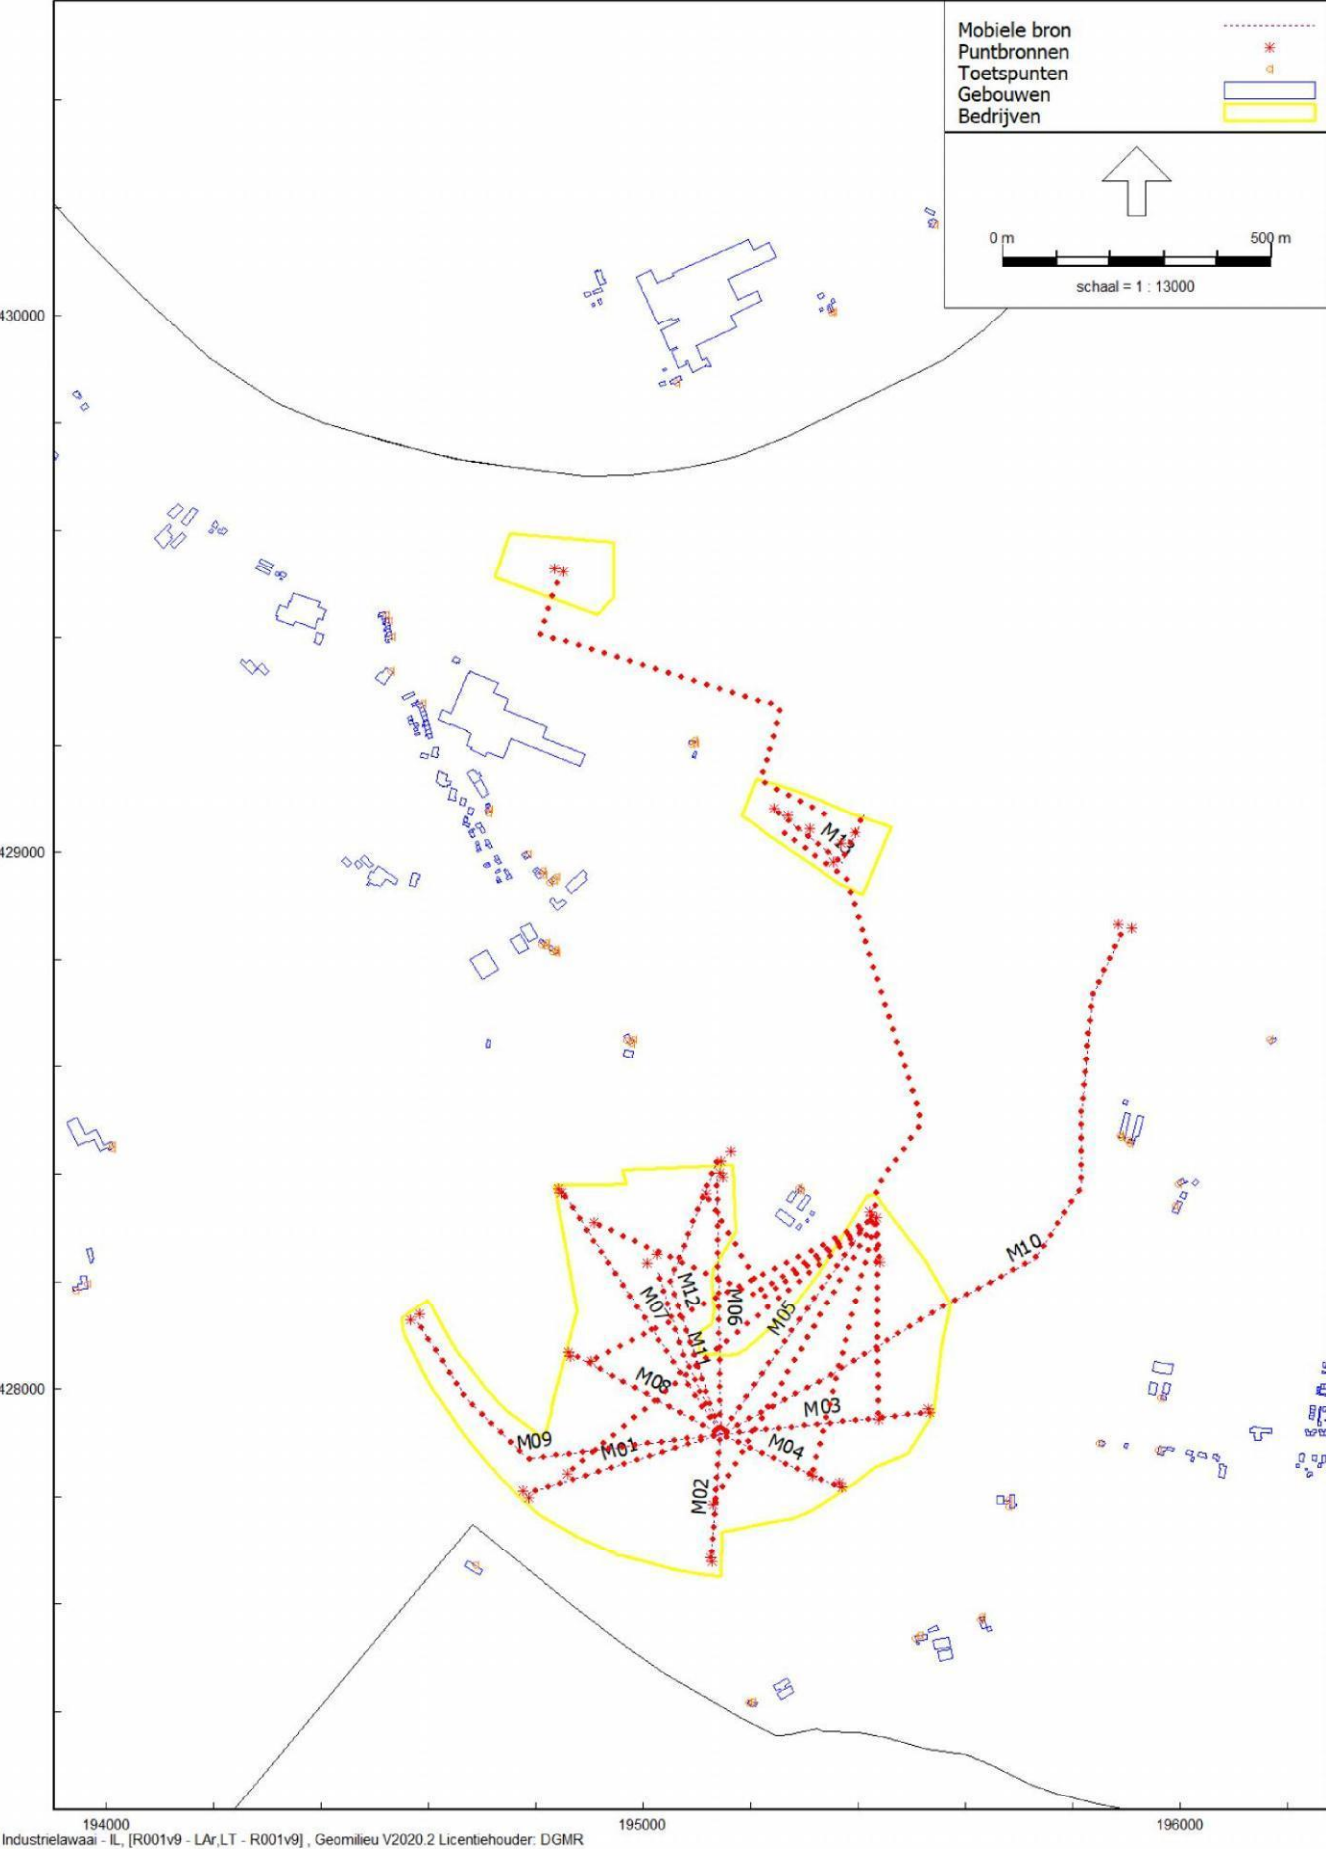 Mobiele bron
Puntbronnen
Toetspunten
Gebouwen
Bedrijven
0 m 500 m
schaal = 1 : 13000
430000
429000
M13
M10
M12
M07
M06
M05
M11
M08
M03
M09
M01
M04
M02
428000
194000 195000 196000
Industrielawaai - IL, [R001v9 - LAr,LT - R001v9] , Geomilieu V2020.2 Licentiehouder: DGMR